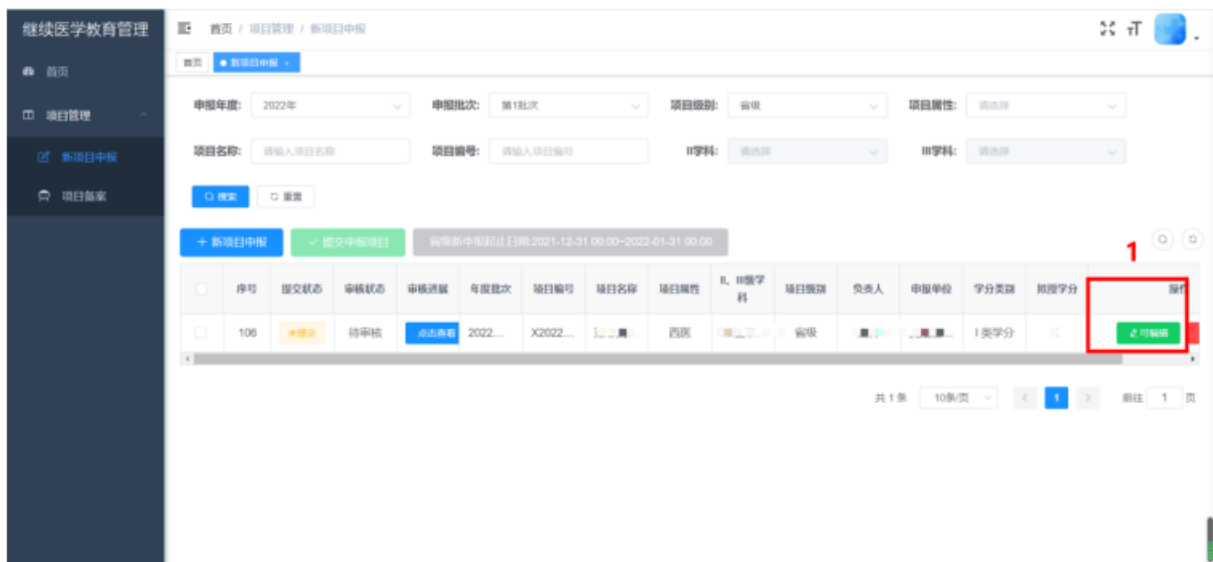 继续医学教育管理
首页 / 项目管理 / 新项目申报
首页
新项目申报
首页
项目管理
新项目申报
项目备案
申报年度: 2022年 申报批次: 第1批次 项目级别: 省级 项目属性: 请选择
项目名称: 请输入项目名称 项目编号: 请输入项目编号 II学科: 请选择 III学科: 请选择
搜索 重置
+ 新项目申报 提交申报项目 省级新申报起止日期:2021-12-31 00:00~2022-01-31 00:00
1
序号 提交状态 审核状态 审核进展 年度批次 项目编号 项目名称 项目属性 II、III级学科 项目级别 负责人 申报单位 学分类别 拟授学分 操作
106 未提交 待审核 点击查看 2022... X2022... 西医 省级 I 类学分 可编辑
共 1 条 10条/页 1 前往 1 页